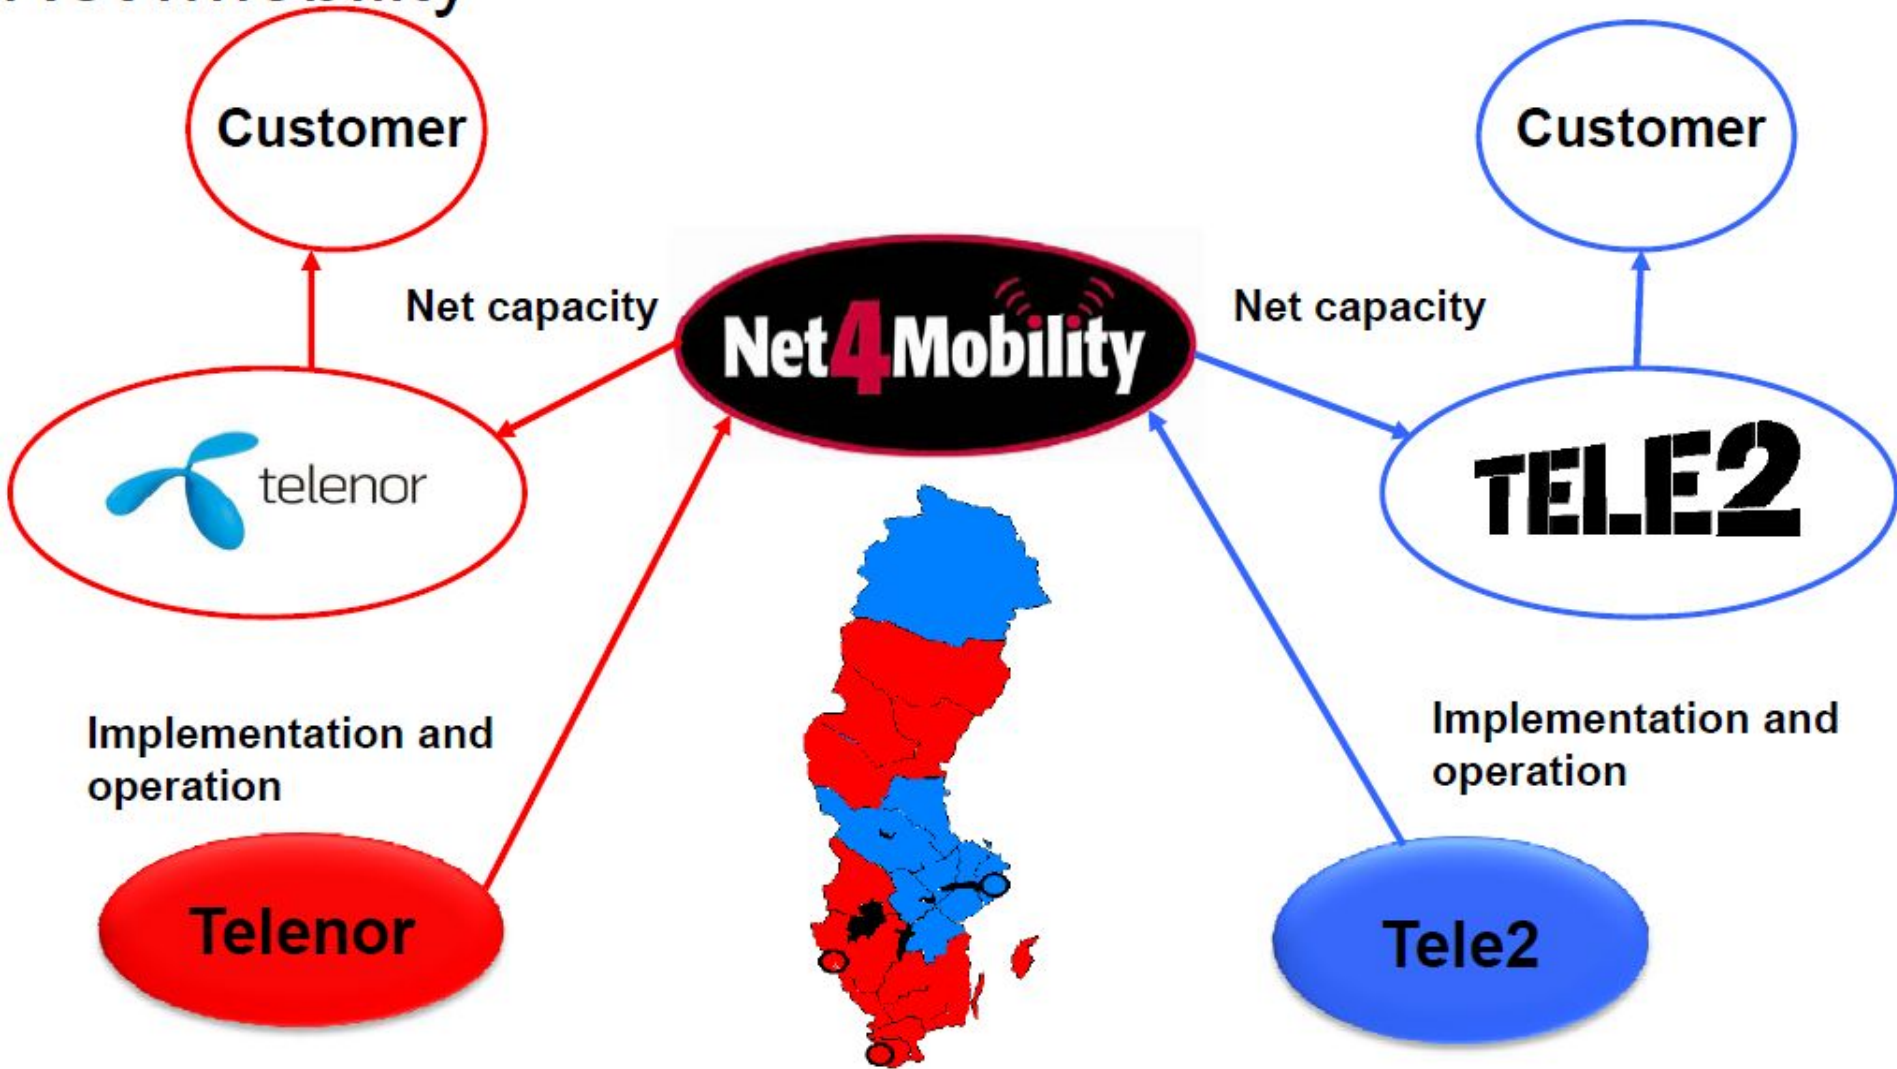 Customer
Customer
Net capacity
Net4Mobility
Net capacity
telenor
TELE2
Implementation and
operation
Implementation and
operation
Telenor
Tele2